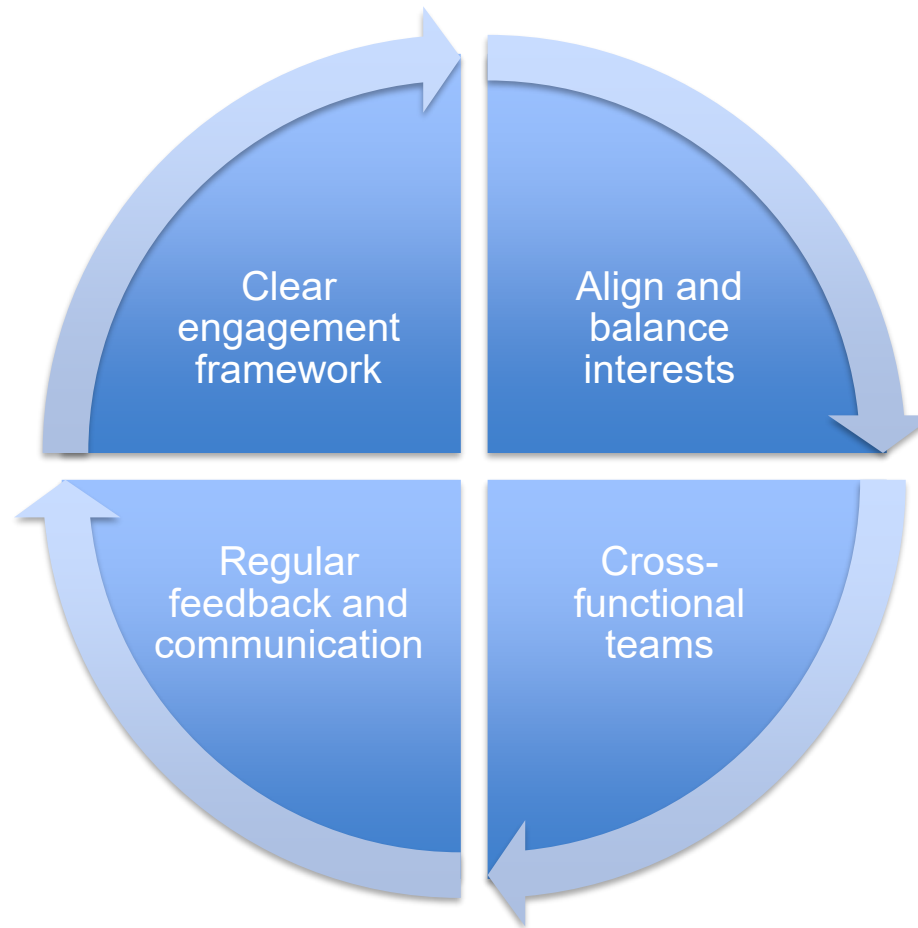 Clear
engagement
framework
Align and
balance
interests
Regular
feedback and
communication
Cross-
functional
teams